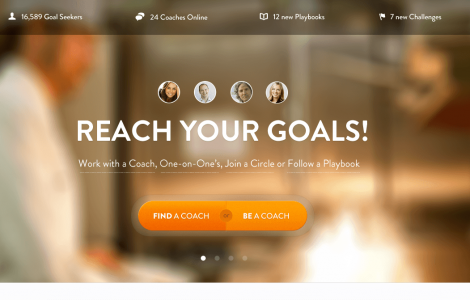 16,589 Goal Seekers 24 Coaches Online 12 new Playbooks 7 new Challenges
REACH YOUR GOALS!
Work with a Coach, One-on-One's, Join a Circle or Follow a Playbook
FIND A COACH or BE A COACH